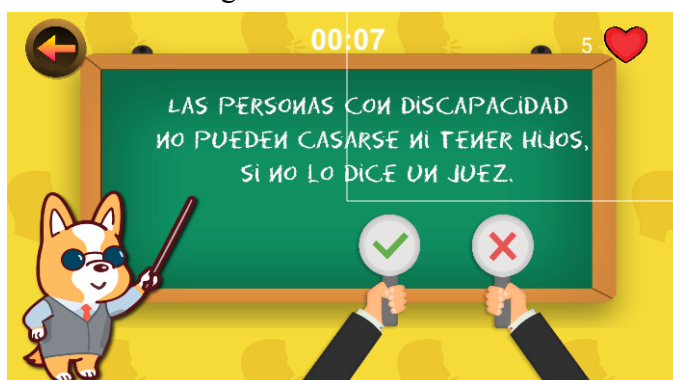 00:07
5
LAS PERSONAS CON DISCAPACIDAD
NO PUEDEN CASARSE NI TENER HIJOS,
SI NO LO DICE UN JUEZ.